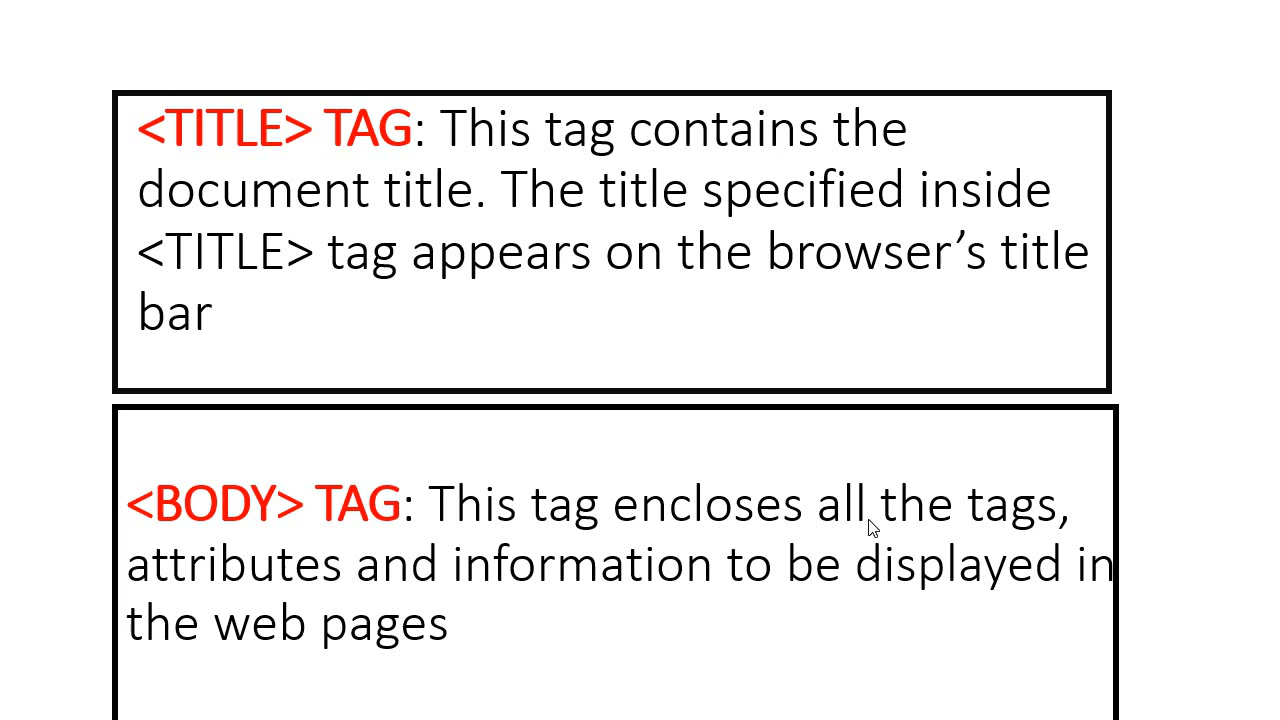 <TITLE> TAG: This tag contains the
document title. The title specified inside
<TITLE> tag appears on the browser’s title
bar
<BODY> TAG: This tag encloses all the tags,
attributes and information to be displayed in
the web pages